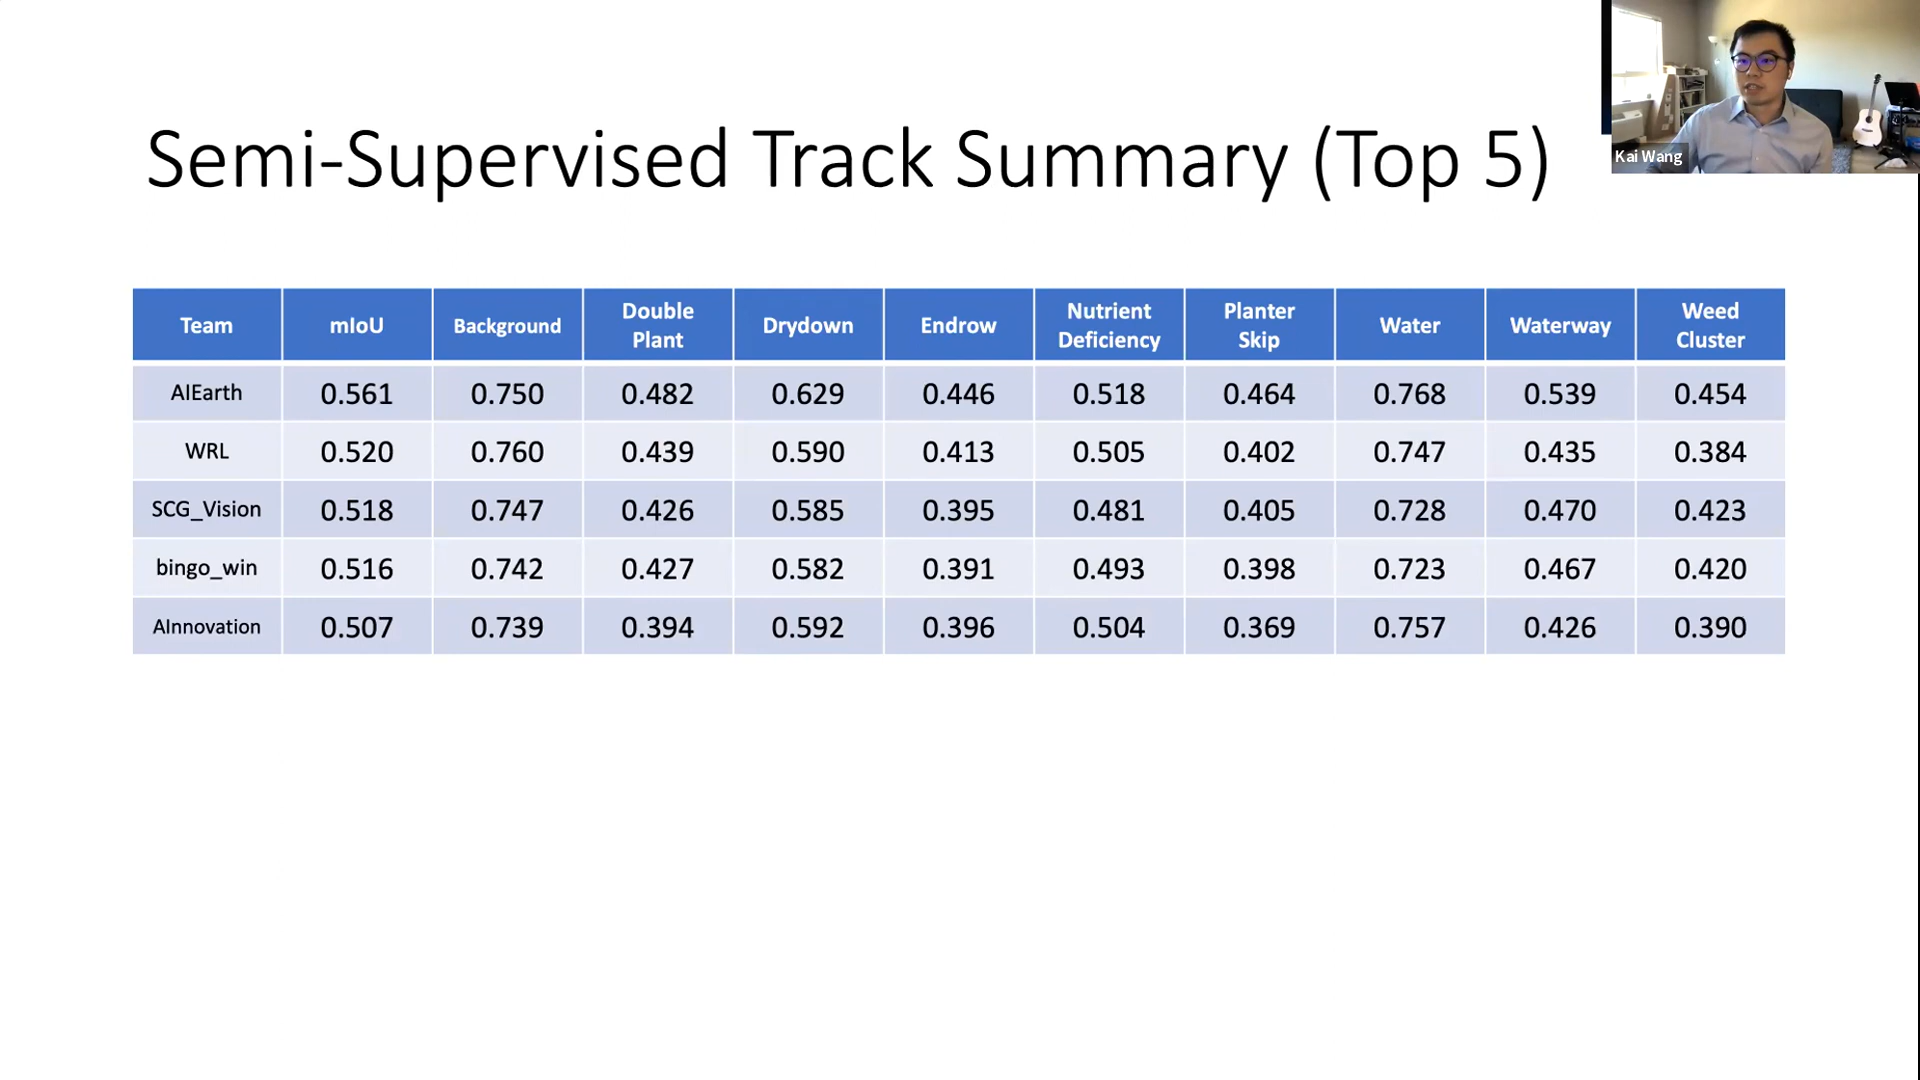 Semi-Supervised Track Summary (Top 5)
Kai Wang
Team mIoU Background Double Plant Drydown Endrow Nutrient Deficiency Planter Skip Water Waterway Weed Cluster
AIEarth 0.561 0.750 0.482 0.629 0.446 0.518 0.464 0.768 0.539 0.454
WRL 0.520 0.760 0.439 0.590 0.413 0.505 0.402 0.747 0.435 0.384
SCG_Vision 0.518 0.747 0.426 0.585 0.395 0.481 0.405 0.728 0.470 0.423
bingo_win 0.516 0.742 0.427 0.582 0.391 0.493 0.398 0.723 0.467 0.420
AInnovation 0.507 0.739 0.394 0.592 0.396 0.504 0.369 0.757 0.426 0.390